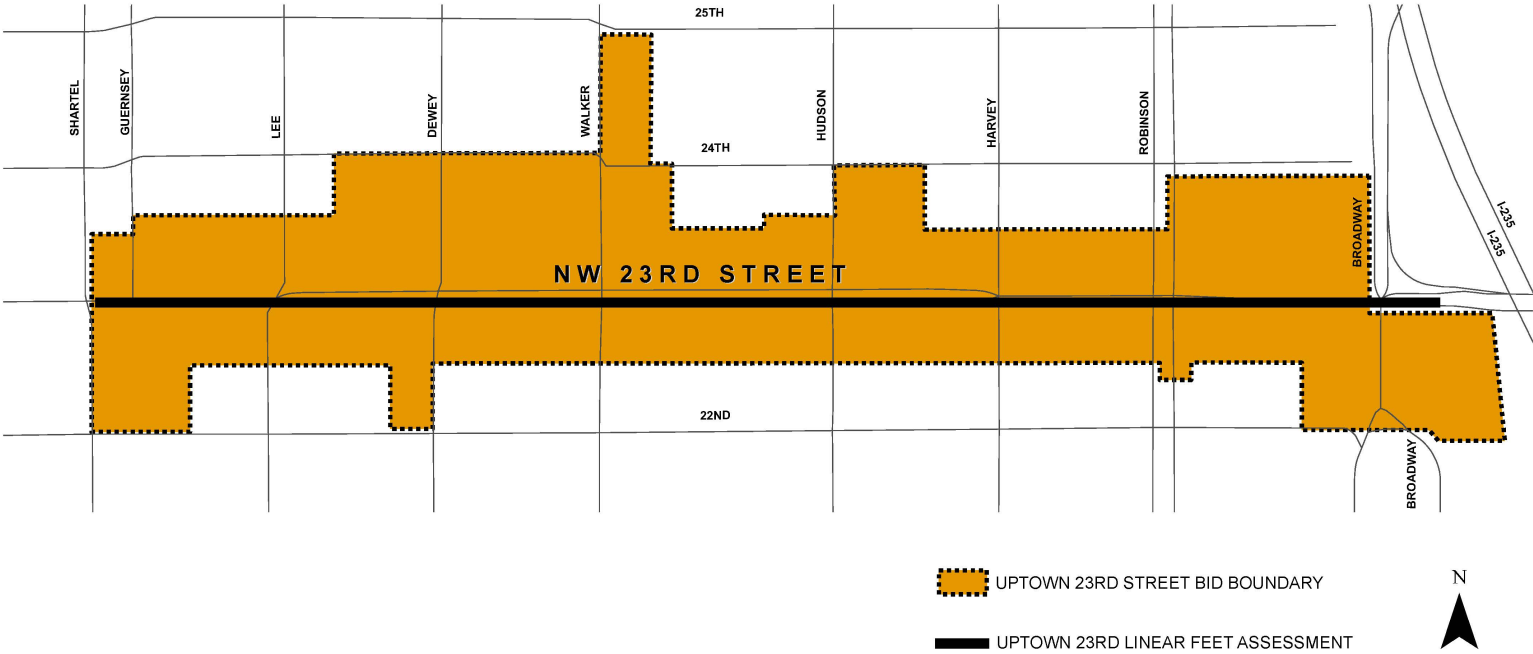 25TH
SHARTEL
GUERNSEY
LEE
DEWEY
WALKER
HUDSON
HARVEY
ROBINSON
24TH
I-235
I-235
BROADWAY
NW 23RD STREET
22ND
BROADWAY
UPTOWN 23RD STREET BID BOUNDARY
N
UPTOWN 23RD LINEAR FEET ASSESSMENT